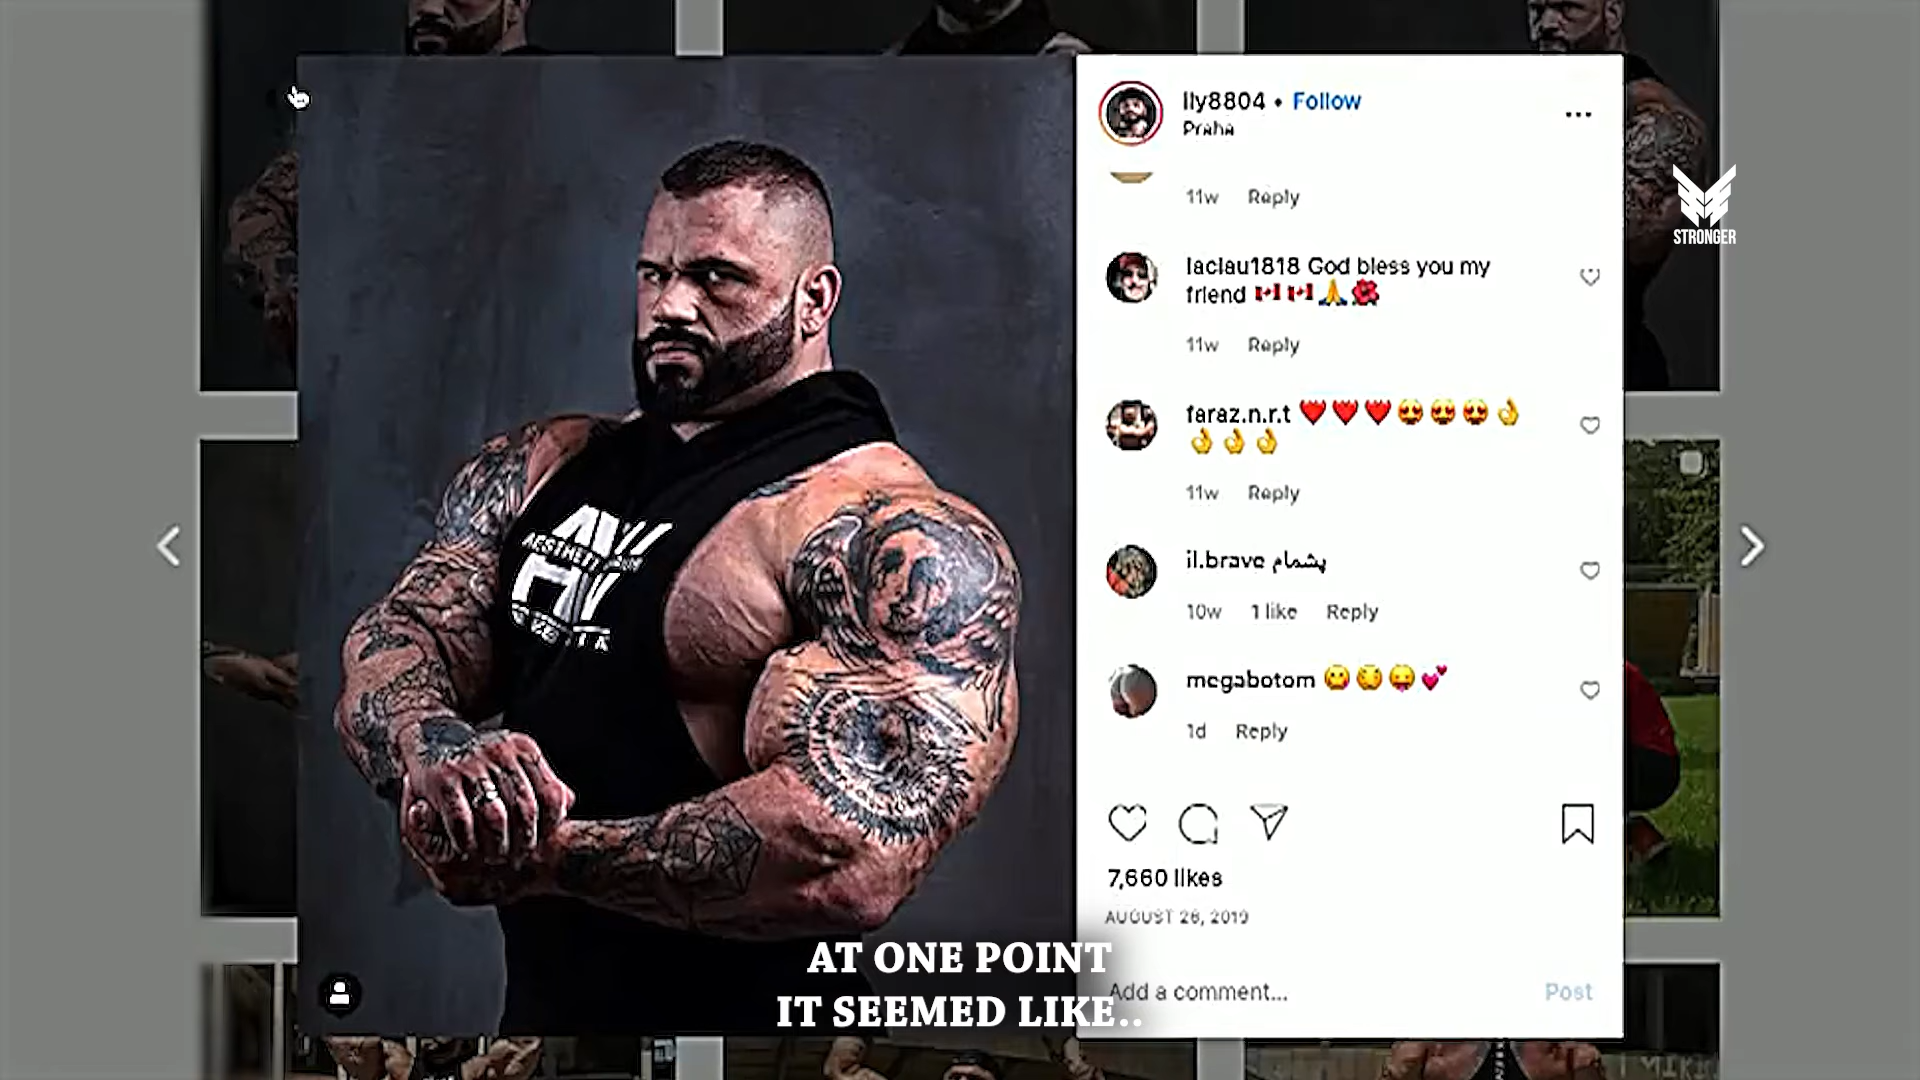 lly8804 • Follow
Praha
11w Reply
STRONGER
laclau1818 God bless you my
friend 🇨🇦🇨🇦🙏🌺
11w Reply
faraz.n.r.t ❤️❤️❤️😍😍😍👌
👌👌👌
11w Reply
il.brave پشمام
10w 1 like Reply
megabotom 😋😏😛💕
1d Reply
7,660 likes
AUGUST 26, 2019
AT ONE POINT
IT SEEMED LIKE..
Add a comment... Post